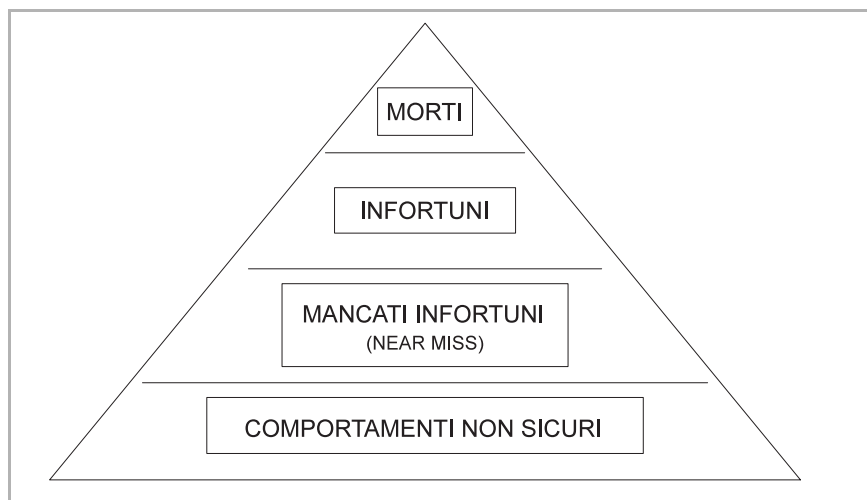 MORTI
INFORTUNI
MANCATI INFORTUNI
(NEAR MISS)
COMPORTAMENTI NON SICURI